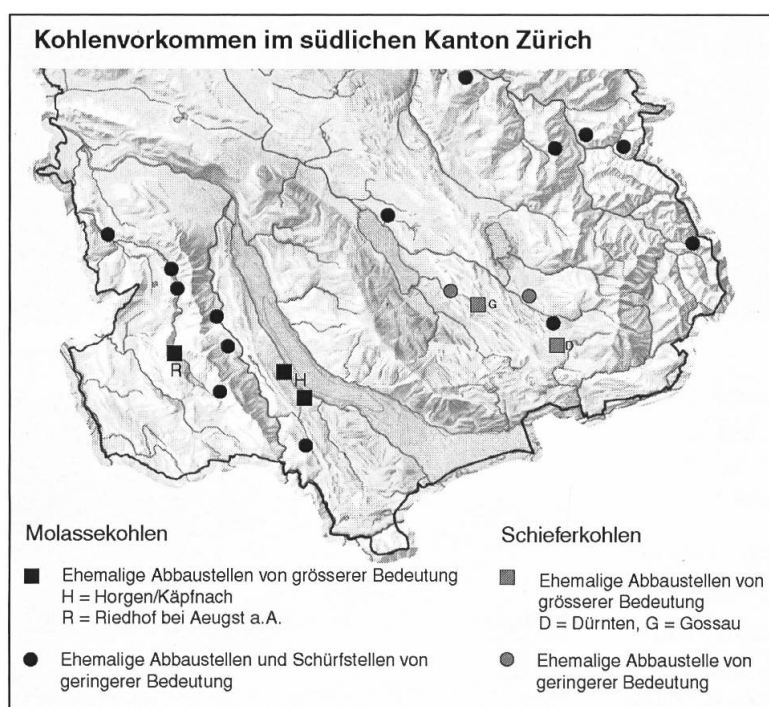 Kohlenvorkommen im südlichen Kanton Zürich
G
D
R
H
Molassekohlen
Ehemalige Abbaustellen von grösserer Bedeutung
H = Horgen/Käpfnach
R = Riedhof bei Aeugst a.A.
Ehemalige Abbaustellen und Schürfstellen von
geringerer Bedeutung
Schieferkohlen
Ehemalige Abbaustellen von
grösserer Bedeutung
D = Dürnten, G = Gossau
Ehemalige Abbaustelle von
geringerer Bedeutung